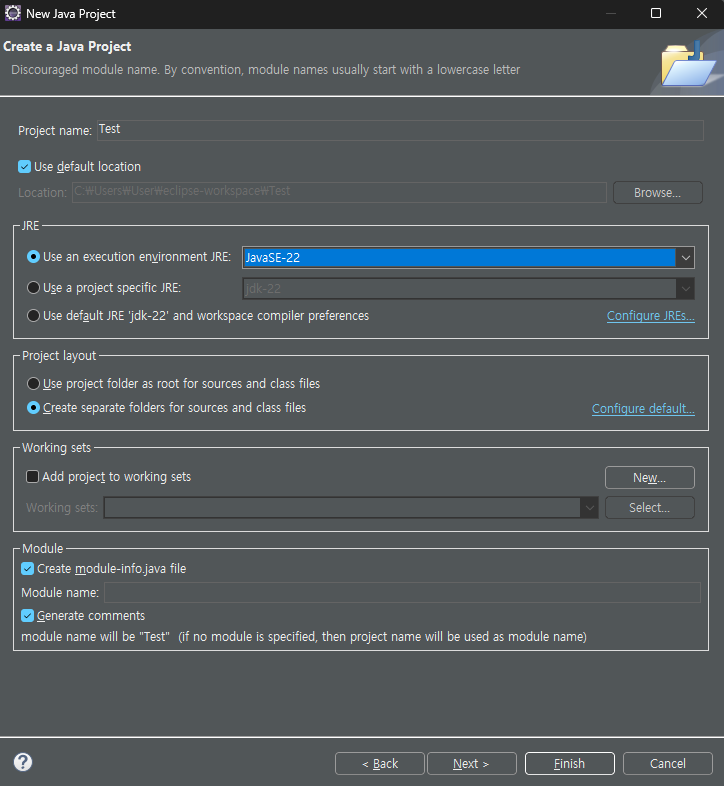 New Java Project
Create a Java Project
Discouraged module name. By convention, module names usually start with a lowercase letter
Project name: Test
Use default location
Location: C:₩Users₩User₩eclipse-workspace₩Test Browse...
JRE
Use an execution environment JRE: JavaSE-22
Use a project specific JRE: jdk-22
Use default JRE 'jdk-22' and workspace compiler preferences Configure JREs...
Project layout
Use project folder as root for sources and class files
Create separate folders for sources and class files Configure default...
Working sets
Add project to working sets New...
Working sets: Select...
Module
Create module-info.java file
Module name:
Generate comments
module name will be "Test" (if no module is specified, then project name will be used as module name)
? < Back Next > Finish Cancel